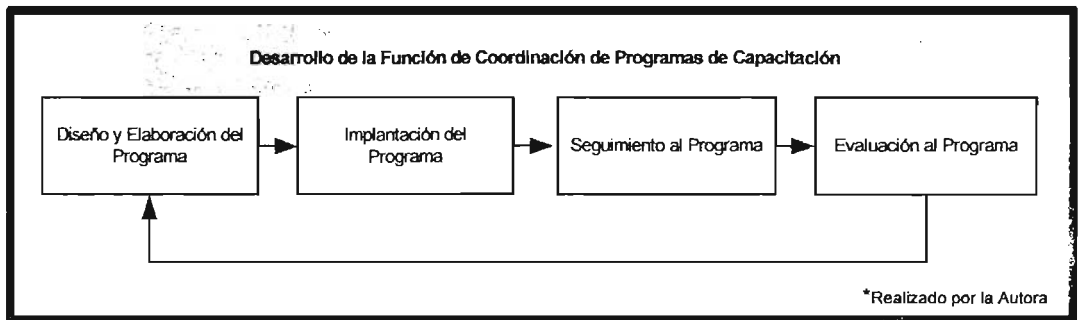 Desarrollo de la Función de Coordinación de Programas de Capacitación
Diseño y Elaboración del
Programa
Implantación del
Programa
Seguimiento al Programa
Evaluación al Programa
*Realizado por la Autora